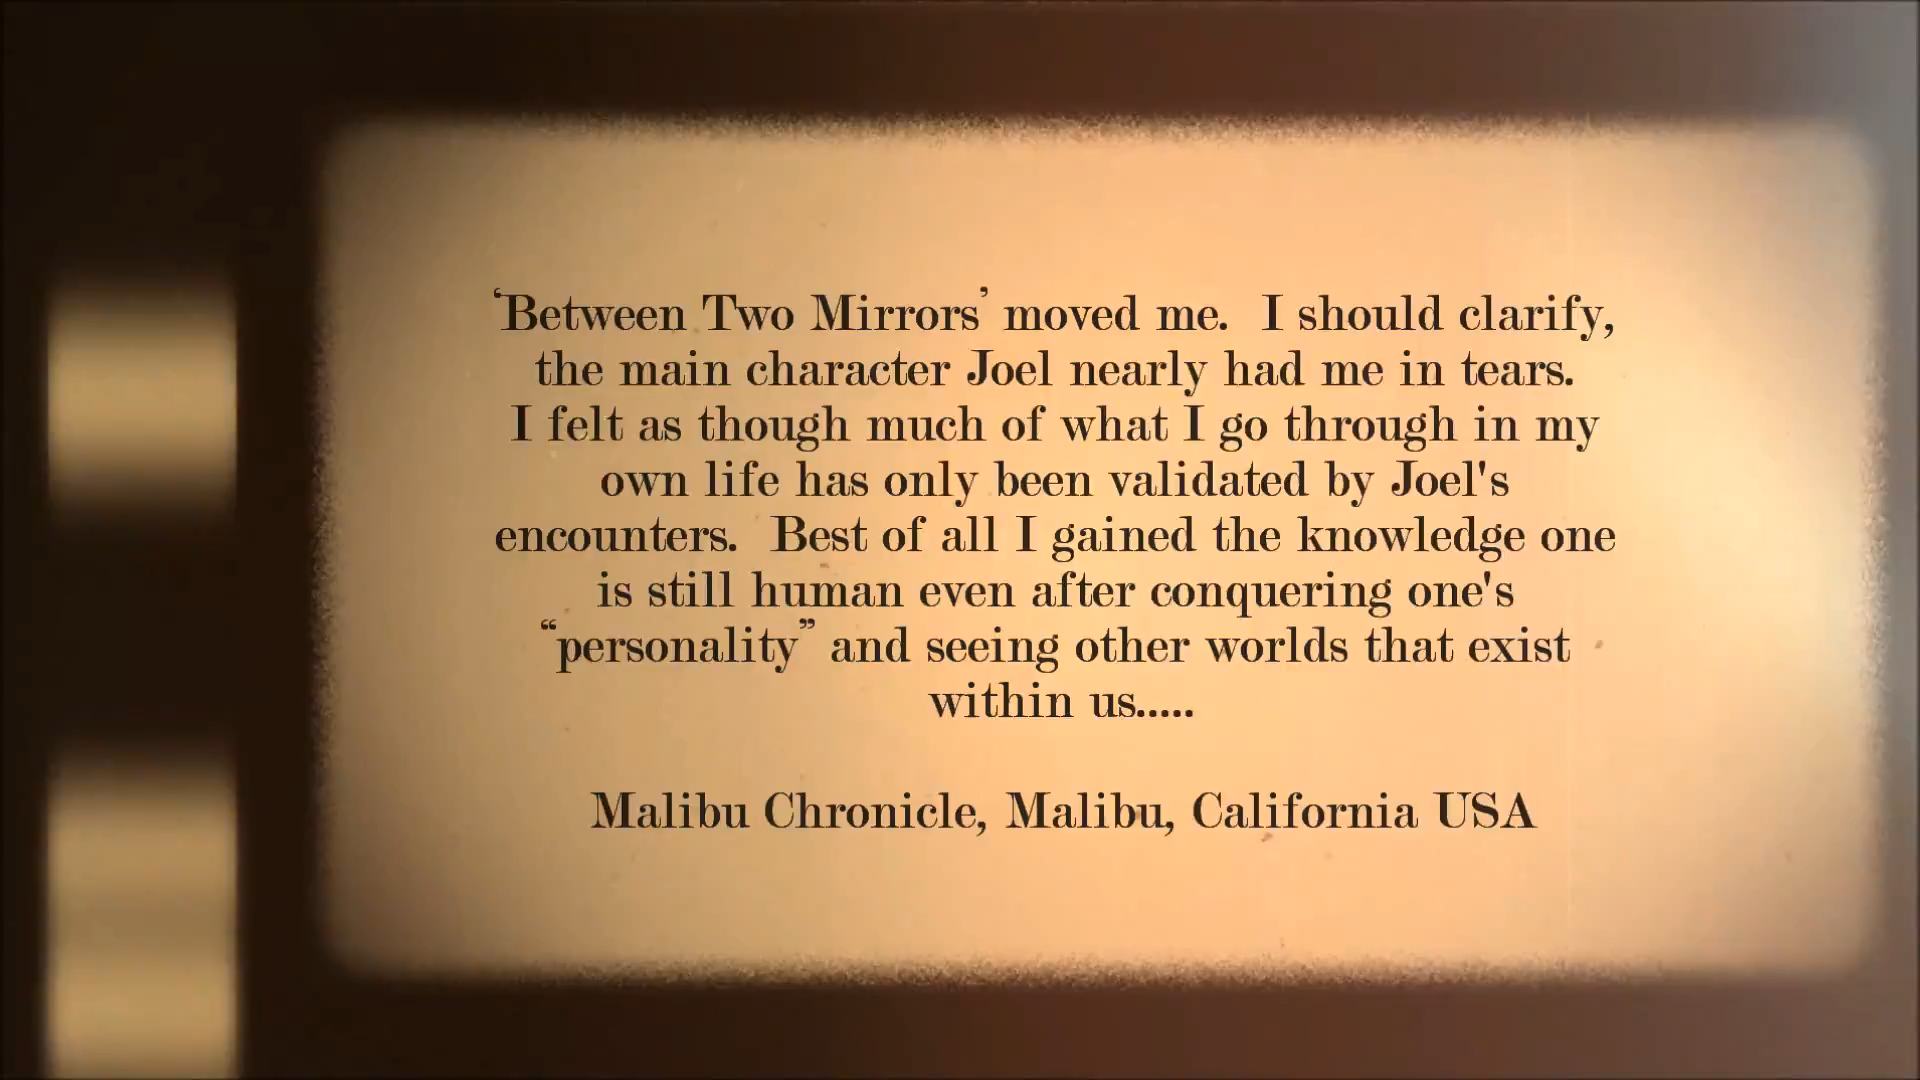 ‘Between Two Mirrors’ moved me.  I should clarify,
the main character Joel nearly had me in tears.
I felt as though much of what I go through in my
own life has only been validated by Joel's
encounters.  Best of all I gained the knowledge one
is still human even after conquering one's
“personality” and seeing other worlds that exist
within us.....
Malibu Chronicle, Malibu, California USA